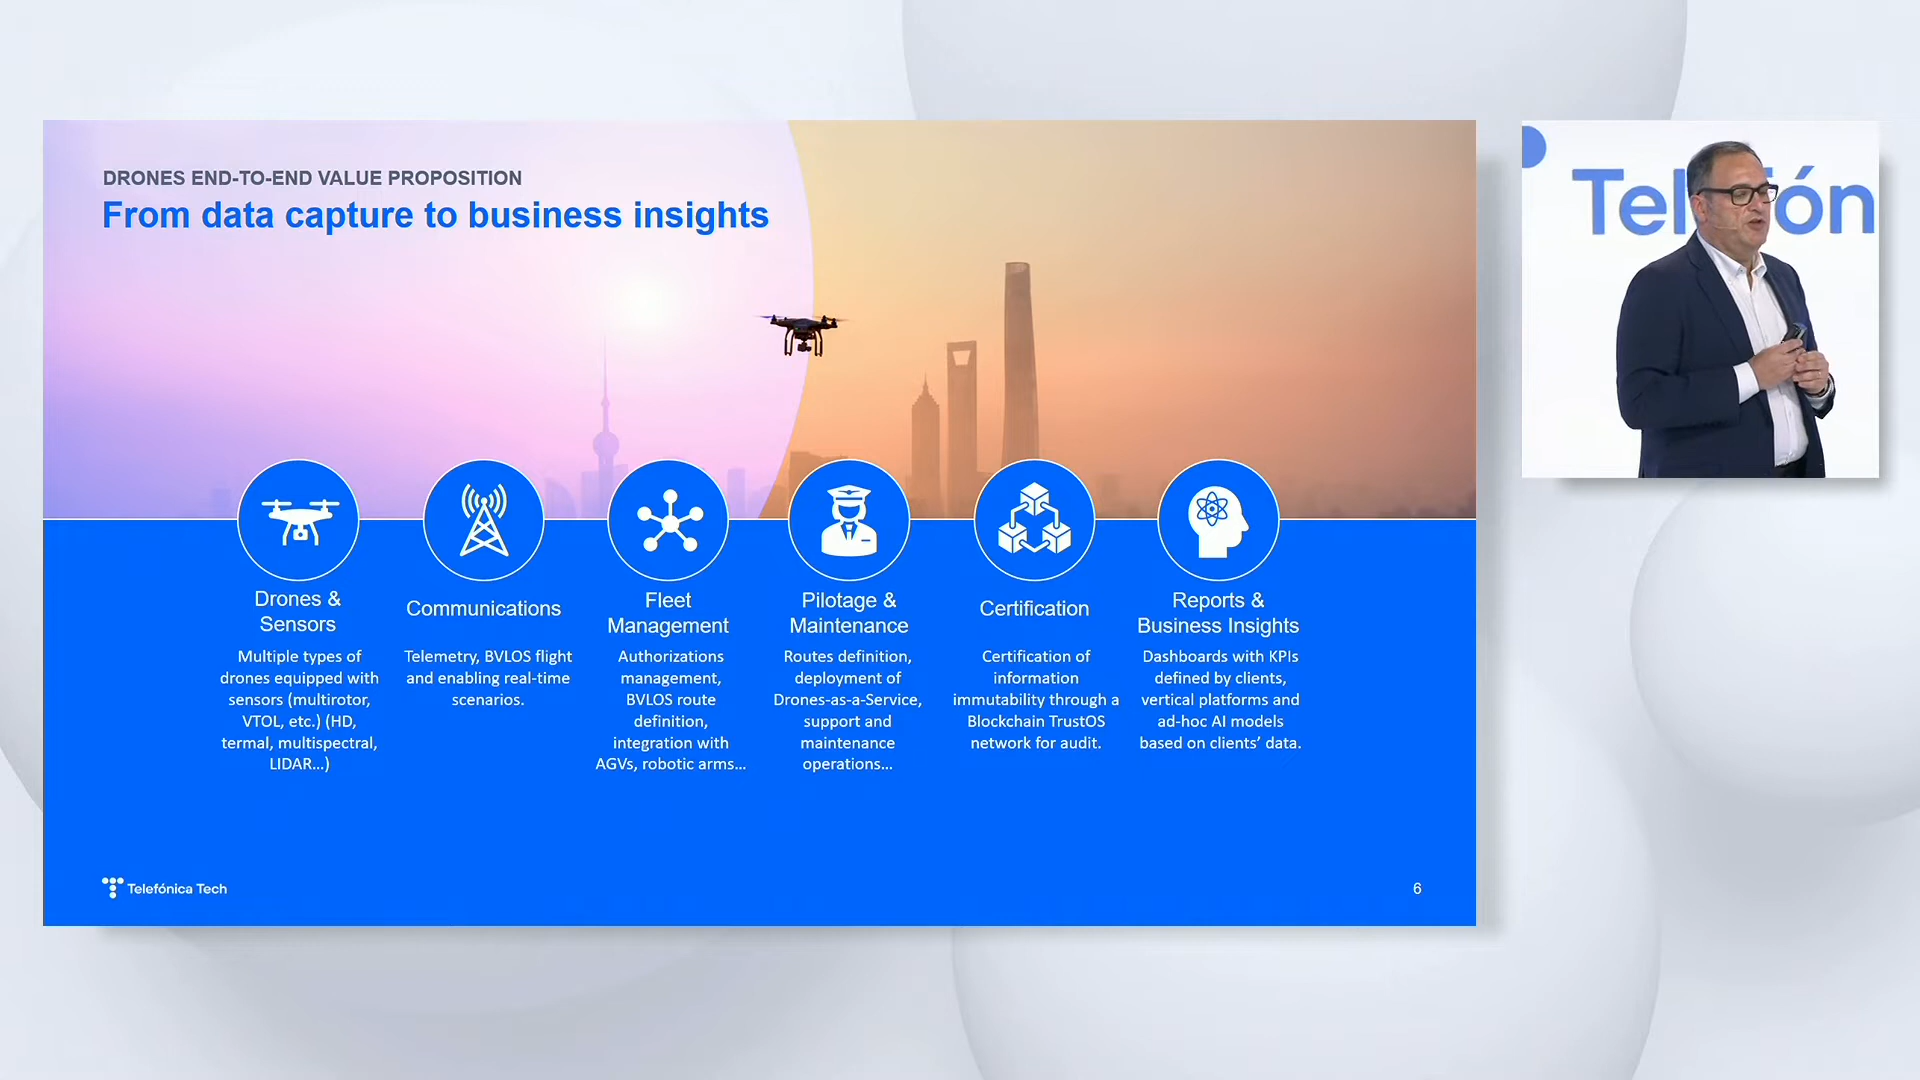 DRONES END-TO-END VALUE PROPOSITION
From data capture to business insights
Drones &
Sensors
Multiple types of
drones equipped with
sensors (multirotor,
VTOL, etc.) (HD,
termal, multispectral,
LIDAR...)
Communications
Telemetry, BVLOS flight
and enabling real-time
scenarios.
Fleet
Management
Authorizations
management,
BVLOS route
definition,
integration with
AGVs, robotic arms...
Pilotage &
Maintenance
Routes definition,
deployment of
Drones-as-a-Service,
support and
maintenance
operations...
Certification
Certification of
information
immutability through a
Blockchain TrustOS
network for audit.
Reports &
Business Insights
Dashboards with KPIs
defined by clients,
vertical platforms and
ad-hoc AI models
based on clients’ data.
Telefónica Tech
6
Tel fón